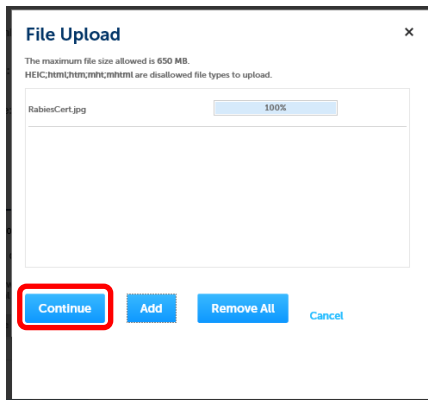 File Upload
×
The maximum file size allowed is 650 MB.
HEIC;html;htm;mht;mhtml are disallowed file types to upload.
RabiesCert.jpg 100%
Continue Add Remove All Cancel